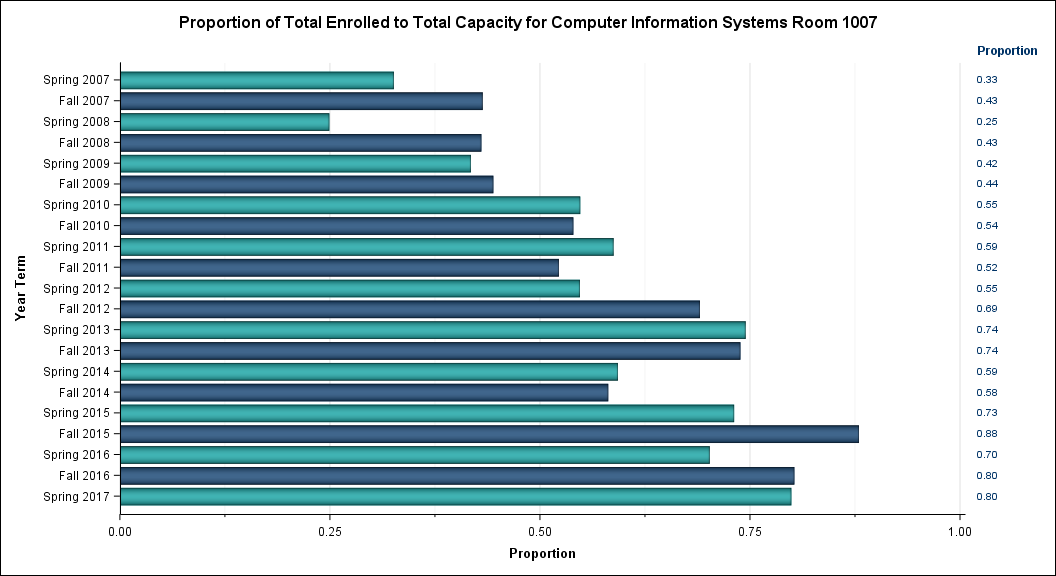 Proportion of Total Enrolled to Total Capacity for Computer Information Systems Room 1007
Proportion
Spring 2007 0.33
Fall 2007 0.43
Spring 2008 0.25
Fall 2008 0.43
Spring 2009 0.42
Fall 2009 0.44
Spring 2010 0.55
Fall 2010 0.54
Spring 2011 0.59
Fall 2011 0.52
Spring 2012 0.55
Fall 2012 0.69
Spring 2013 0.74
Fall 2013 0.74
Spring 2014 0.59
Fall 2014 0.58
Spring 2015 0.73
Fall 2015 0.88
Spring 2016 0.70
Fall 2016 0.80
Spring 2017 0.80
Year Term
0.00 0.25 0.50 0.75 1.00
Proportion